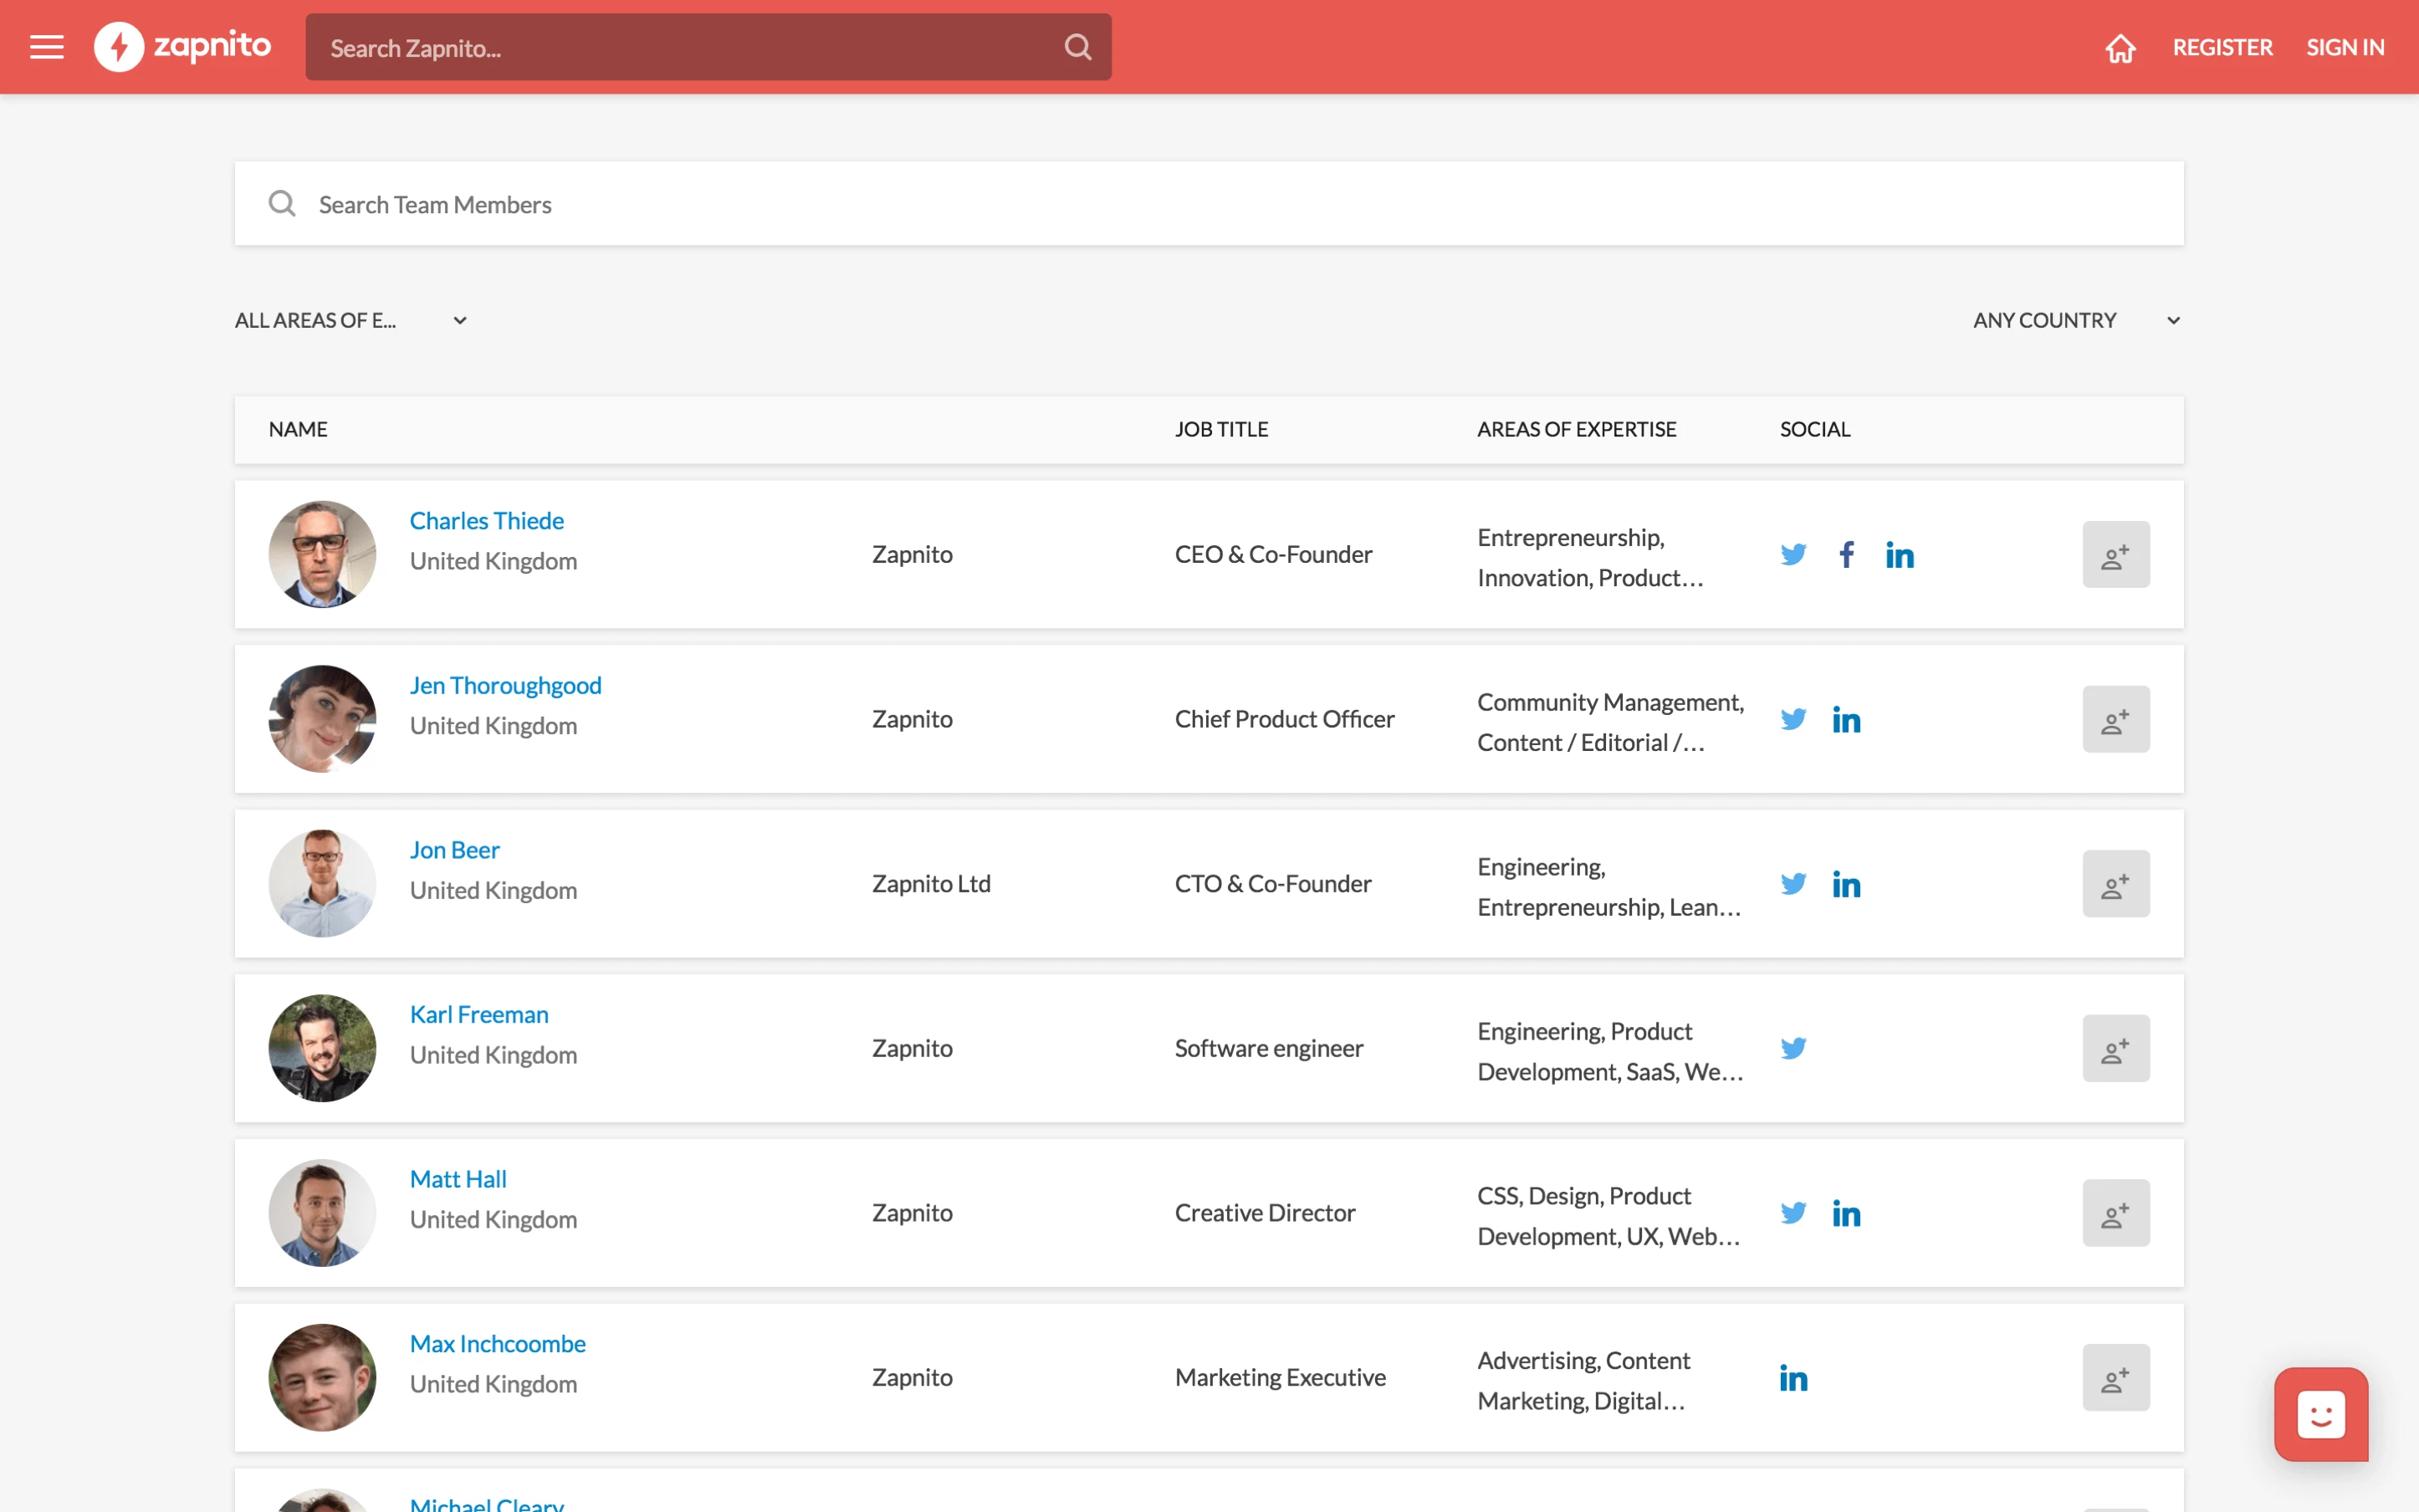 zapnito
Search Zapnito...
REGISTER
SIGN IN
Search Team Members
ALL AREAS OF E...
ANY COUNTRY
NAME
JOB TITLE
AREAS OF EXPERTISE
SOCIAL
Charles Thiede
United Kingdom
Zapnito
CEO & Co-Founder
Entrepreneurship,
Innovation, Product…
Jen Thoroughgood
United Kingdom
Zapnito
Chief Product Officer
Community Management,
Content / Editorial /…
Jon Beer
United Kingdom
Zapnito Ltd
CTO & Co-Founder
Engineering,
Entrepreneurship, Lean…
Karl Freeman
United Kingdom
Zapnito
Software engineer
Engineering, Product
Development, SaaS, We…
Matt Hall
United Kingdom
Zapnito
Creative Director
CSS, Design, Product
Development, UX, Web…
Max Inchcoombe
United Kingdom
Zapnito
Marketing Executive
Advertising, Content
Marketing, Digital…
Michael Cleary